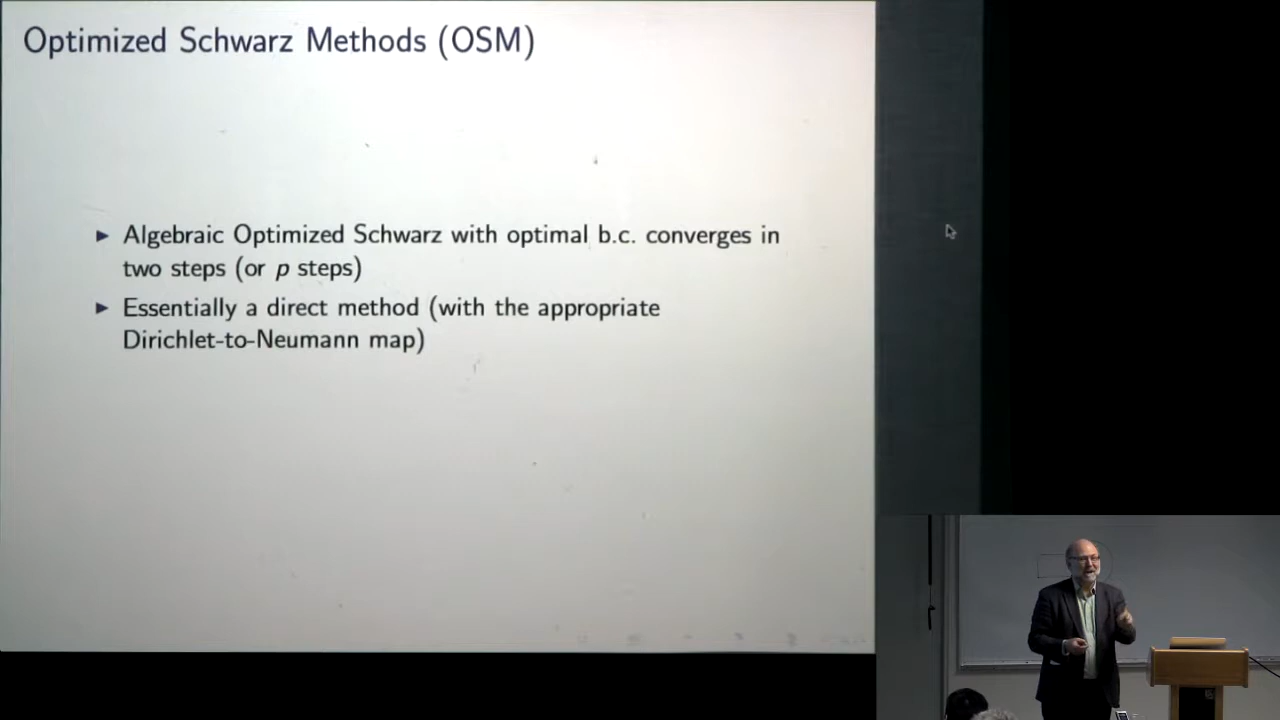 Optimized Schwarz Methods (OSM)
▶ Algebraic Optimized Schwarz with optimal b.c. converges in
two steps (or p steps)
▶ Essentially a direct method (with the appropriate
Dirichlet-to-Neumann map)